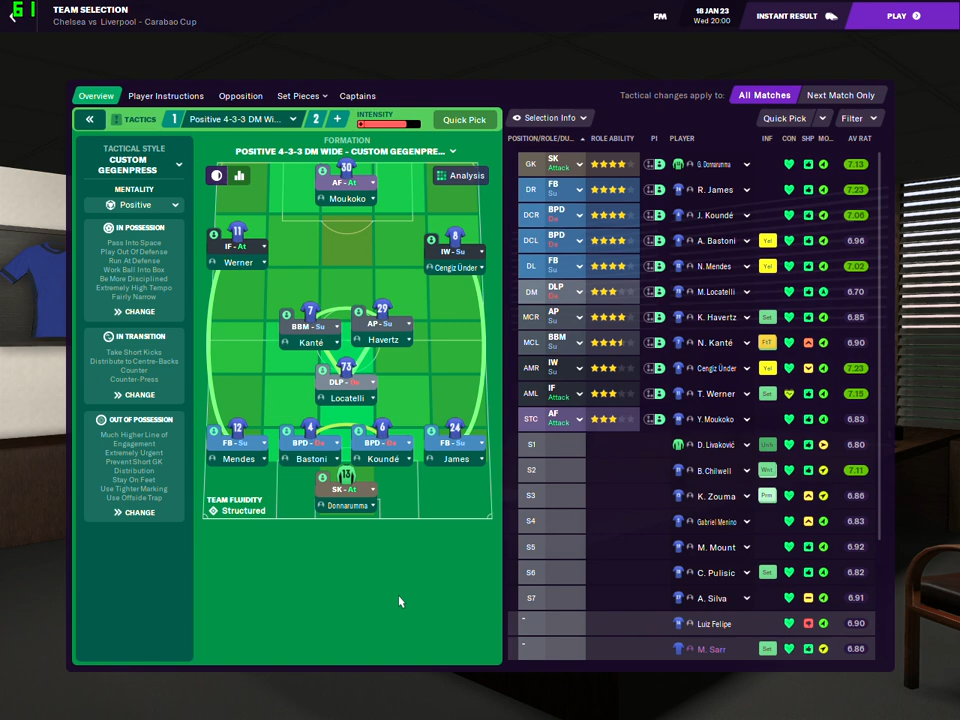 61
TEAM SELECTION
Chelsea vs Liverpool - Carabao Cup
FM
18 JAN 23
Wed 20:00
INSTANT RESULT
PLAY
Overview
Player Instructions
Opposition
Set Pieces
Captains
Tactical changes apply to:
All Matches
Next Match Only
TACTICS
1
Positive 4-3-3 DM Wi...
2
+
INTENSITY
Quick Pick
Selection Info
Quick Pick
Filter
TACTICAL STYLE
CUSTOM
GEGENPRESS
MENTALITY
Positive
IN POSSESSION
Pass Into Space
Play Out Of Defense
Run At Defense
Work Ball Into Box
Be More Disciplined
Extremely High Tempo
Fairly Narrow
CHANGE
IN TRANSITION
Take Short Kicks
Distribute to Centre-Backs
Counter
Counter-Press
CHANGE
OUT OF POSSESSION
Much Higher Line of
Engagement
Extremely Urgent
Prevent Short GK
Distribution
Stay On Feet
Use Tighter Marking
Use Offside Trap
CHANGE
FORMATION
POSITIVE 4-3-3 DM WIDE - CUSTOM GEGENPRE...
Analysis
30
AF - At
Moukoko
11
IF - At
Werner
8
IW - Su
Cengiz Ünder
7
BBM - Su
Kanté
29
AP - Su
Havertz
73
DLP - De
Locatelli
12
FB - Su
Mendes
4
BPD - De
Bastoni
6
BPD - De
Koundé
24
FB - Su
James
13
SK - At
Donnarumma
TEAM FLUIDITY
Structured
POSITION/ROLE/DU...
ROLE ABILITY
PI
PLAYER
INF
CON
SHP
MO...
AV RAT
GK SK Attack G. Donnarumma 7.13
DR FB Su R. James 7.23
DCR BPD De J. Koundé 7.06
DCL BPD De A. Bastoni Yel 6.96
DL FB Su N. Mendes Yel 7.02
DM DLP De M. Locatelli 6.70
MCR AP Su K. Havertz Set 6.85
MCL BBM Su N. Kanté FIT 6.90
AMR IW Su Cengiz Ünder Yel 7.23
AML IF Attack T. Werner Set 7.15
STC AF Attack Y. Moukoko 6.83
S1 D. Livaković Unh 6.80
S2 B. Chilwell Wnt 7.11
S3 K. Zouma Prm 6.86
S4 Gabriel Menino 6.83
S5 M. Mount 6.92
S6 C. Pulisic Set 6.82
S7 A. Silva 6.91
- Luiz Felipe 6.90
- M. Sarr Set 6.86